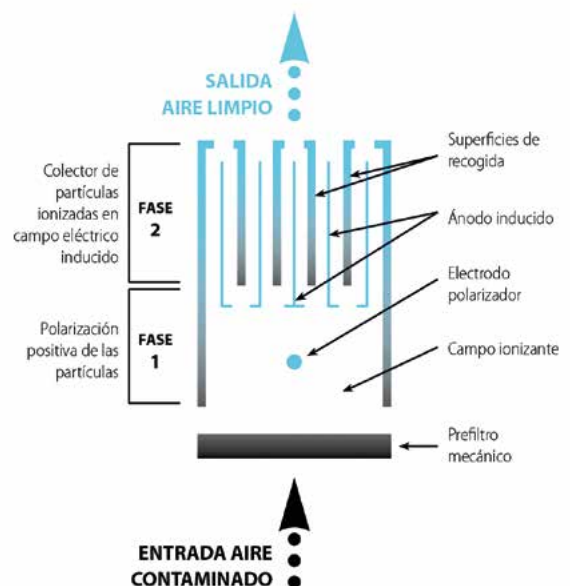 SALIDA
AIRE LIMPIO
Colector de
partículas
ionizadas en
campo eléctrico
inducido
FASE
2
Superficies de
recogida
Ánodo inducido
Electrodo
polarizador
Polarización
positiva de las
partículas
FASE
1
Campo ionizante
Prefiltro
mecánico
ENTRADA AIRE
CONTAMINADO